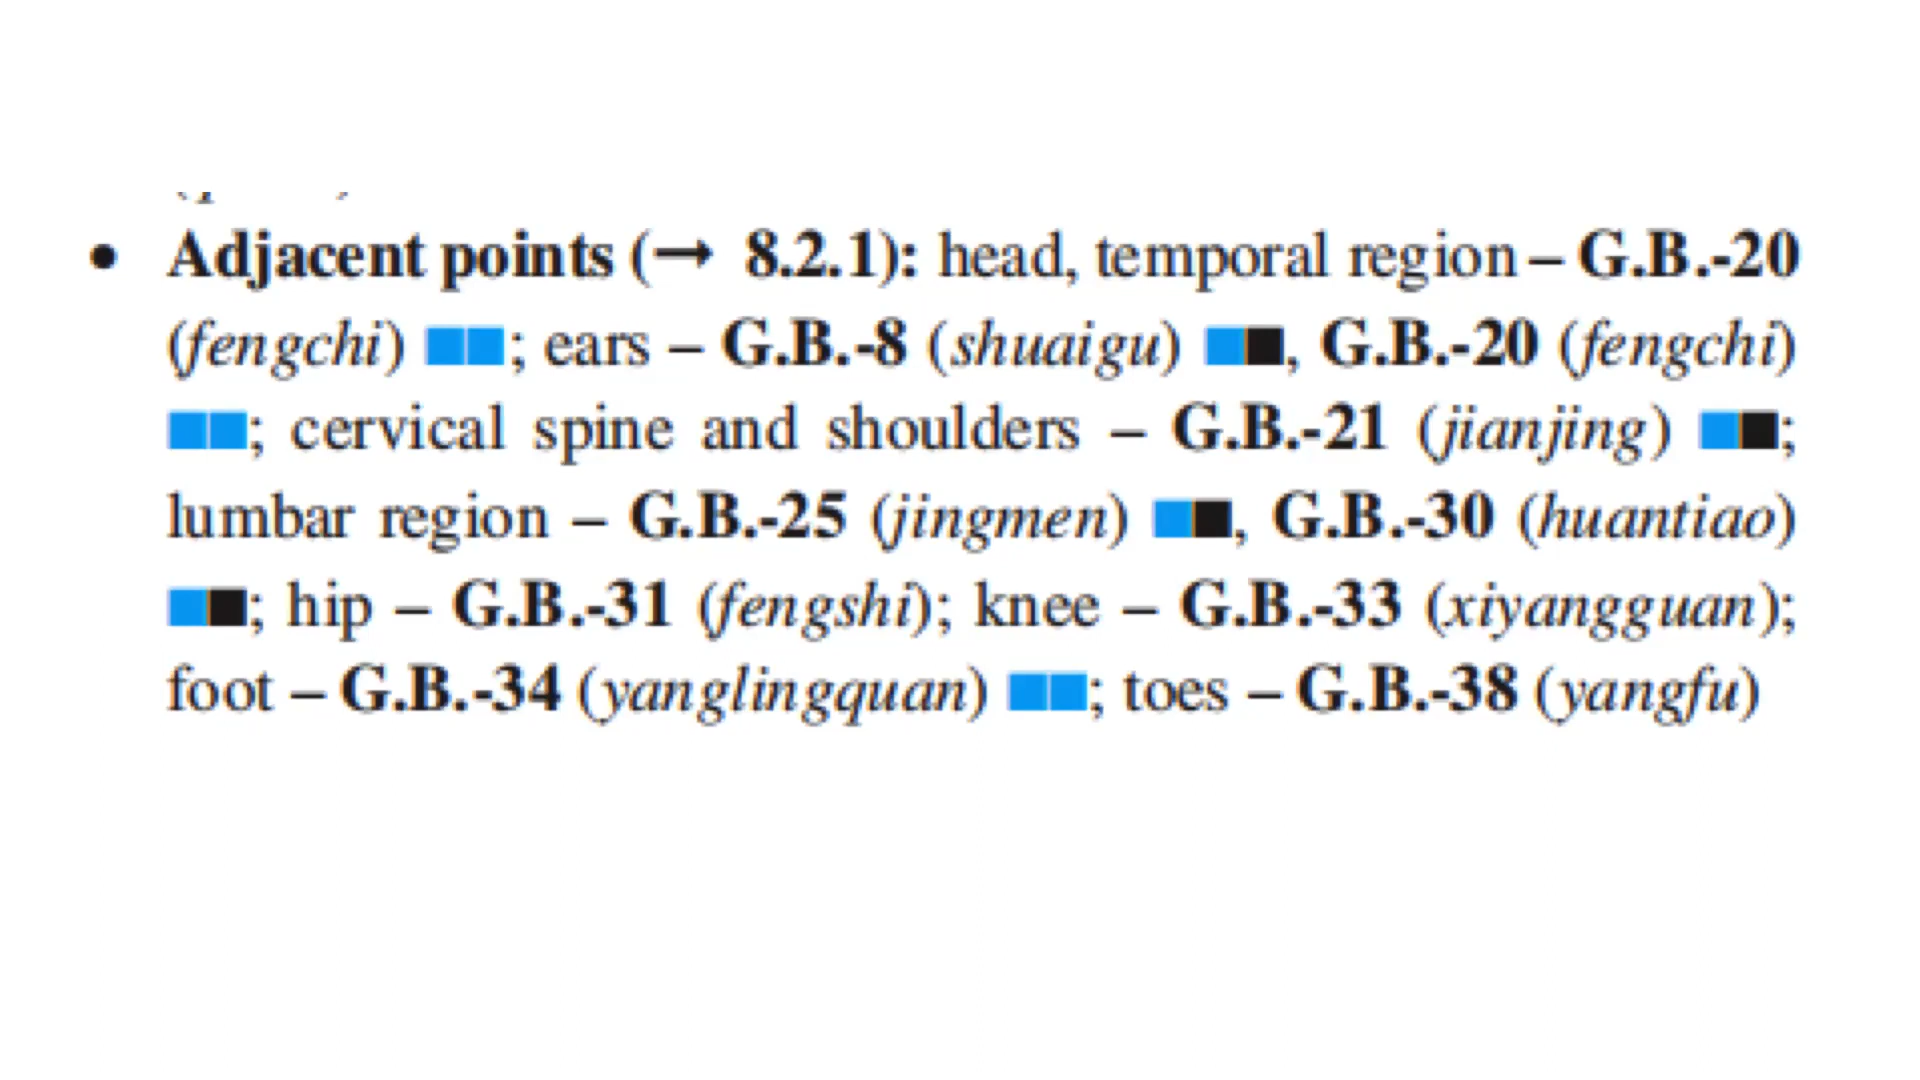 • Adjacent points (→ 8.2.1): head, temporal region – G.B.-20
(fengchi) ■■; ears – G.B.-8 (shuaigu) ■■, G.B.-20 (fengchi)
■■; cervical spine and shoulders – G.B.-21 (jianjing) ■■;
lumbar region – G.B.-25 (jingmen) ■■, G.B.-30 (huantiao)
■■; hip – G.B.-31 (fengshi); knee – G.B.-33 (xiyangguan);
foot – G.B.-34 (yanglingquan) ■■; toes – G.B.-38 (yangfu)